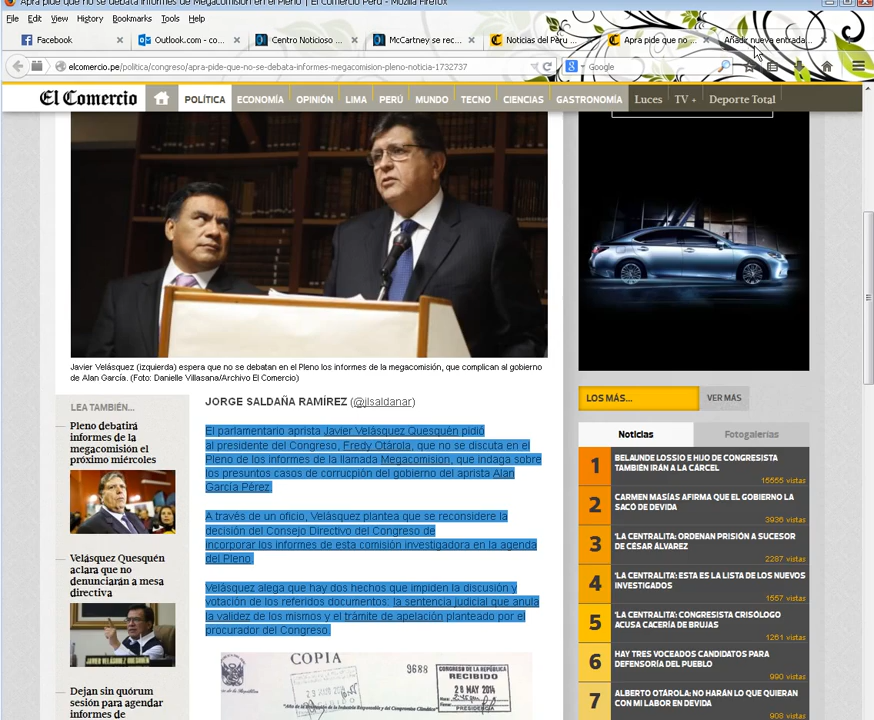 Apra pide que no se debata informes de Megacomisión en el Pleno | El Comercio Perú - Mozilla Firefox
File Edit View History Bookmarks Tools Help
Facebook
Outlook.com - co...
Centro Noticioso ...
McCartney se rec...
Noticias del Perú
Apra pide que no ...
Añadir nueva entrada...
elcomercio.pe/politica/congreso/apra-pide-que-no-se-debata-informes-megacomision-pleno-noticia-1732737
Google
El Comercio
POLÍTICA ECONOMÍA OPINIÓN LIMA PERÚ MUNDO TECNO CIENCIAS GASTRONOMÍA Luces TV + Deporte Total
Javier Velásquez (izquierda) espera que no se debatan en el Pleno los informes de la megacomisión, que complican al gobierno
de Alan García. (Foto: Danielle Villasana/Archivo El Comercio)
LEA TAMBIÉN...
Pleno debatirá
informes de la
megacomisión el
próximo miércoles
Velásquez Quesquén
aclara que no
denunciarán a mesa
directiva
JAVIER VELASQUEZ
Dejan sin quórum
sesión para agendar
informes de
JORGE SALDAÑA RAMÍREZ (@jlsaldanar)
El parlamentario aprista Javier Velásquez Quesquén pidió
al presidente del Congreso, Fredy Otárola, que no se discuta en el
Pleno de los informes de la llamada Megacomisión, que indaga sobre
los presuntos casos de corrupción del gobierno del aprista Alan
García Pérez.
A través de un oficio, Velásquez plantea que se reconsidere la
decisión del Consejo Directivo del Congreso de
incorporar los informes de esta comisión investigadora en la agenda
del Pleno.
Velásquez alega que hay dos hechos que impiden la discusión y
votación de los referidos documentos: la sentencia judicial que anula
la validez de los mismos y el trámite de apelación planteado por el
procurador del Congreso.
COPIA
9688
CONGRESO DE LA REPÚBLICA
RECIBIDO
28 MAY 2014
PRESIDENCIA
LOS MÁS...
VER MÁS
Noticias
Fotogalerías
1
BELAUNDE LOSSIO E HIJO DE CONGRESISTA
TAMBIÉN IRÁN A LA CÁRCEL
15555 vistas
2
CARMEN MASÍAS AFIRMA QUE EL GOBIERNO LA
SACÓ DE DEVIDA
3936 vistas
3
'LA CENTRALITA': ORDENAN PRISIÓN A SUCESOR
DE CÉSAR ÁLVAREZ
2287 vistas
4
'LA CENTRALITA': ESTA ES LA LISTA DE LOS NUEVOS
INVESTIGADOS
1557 vistas
5
'LA CENTRALITA': CONGRESISTA CRISÓLOGO
ACUSA CACERÍA DE BRUJAS
1261 vistas
6
HAY TRES VOCEADOS CANDIDATOS PARA
DEFENSORÍA DEL PUEBLO
990 vistas
7
ALBERTO OTÁROLA: NO HARÁN LO QUE QUIERAN
CON MI LABOR EN DEVIDA
908 vistas